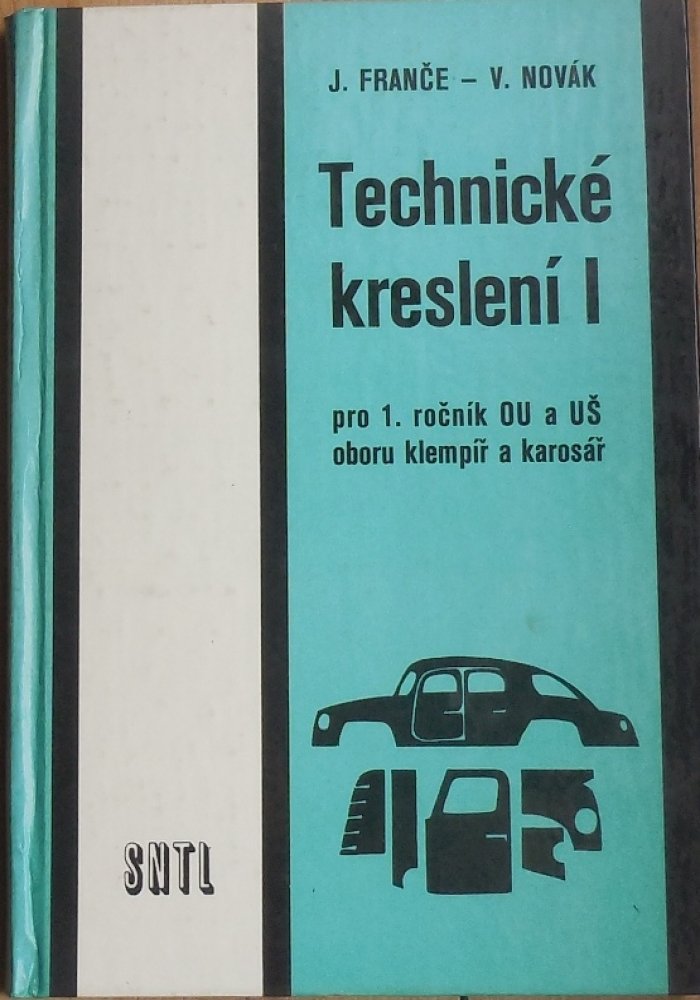 J. FRANČE – V. NOVÁK
Technické
kreslení I
pro 1. ročník OU a UŠ
oboru klempíř a karosář
SNTL